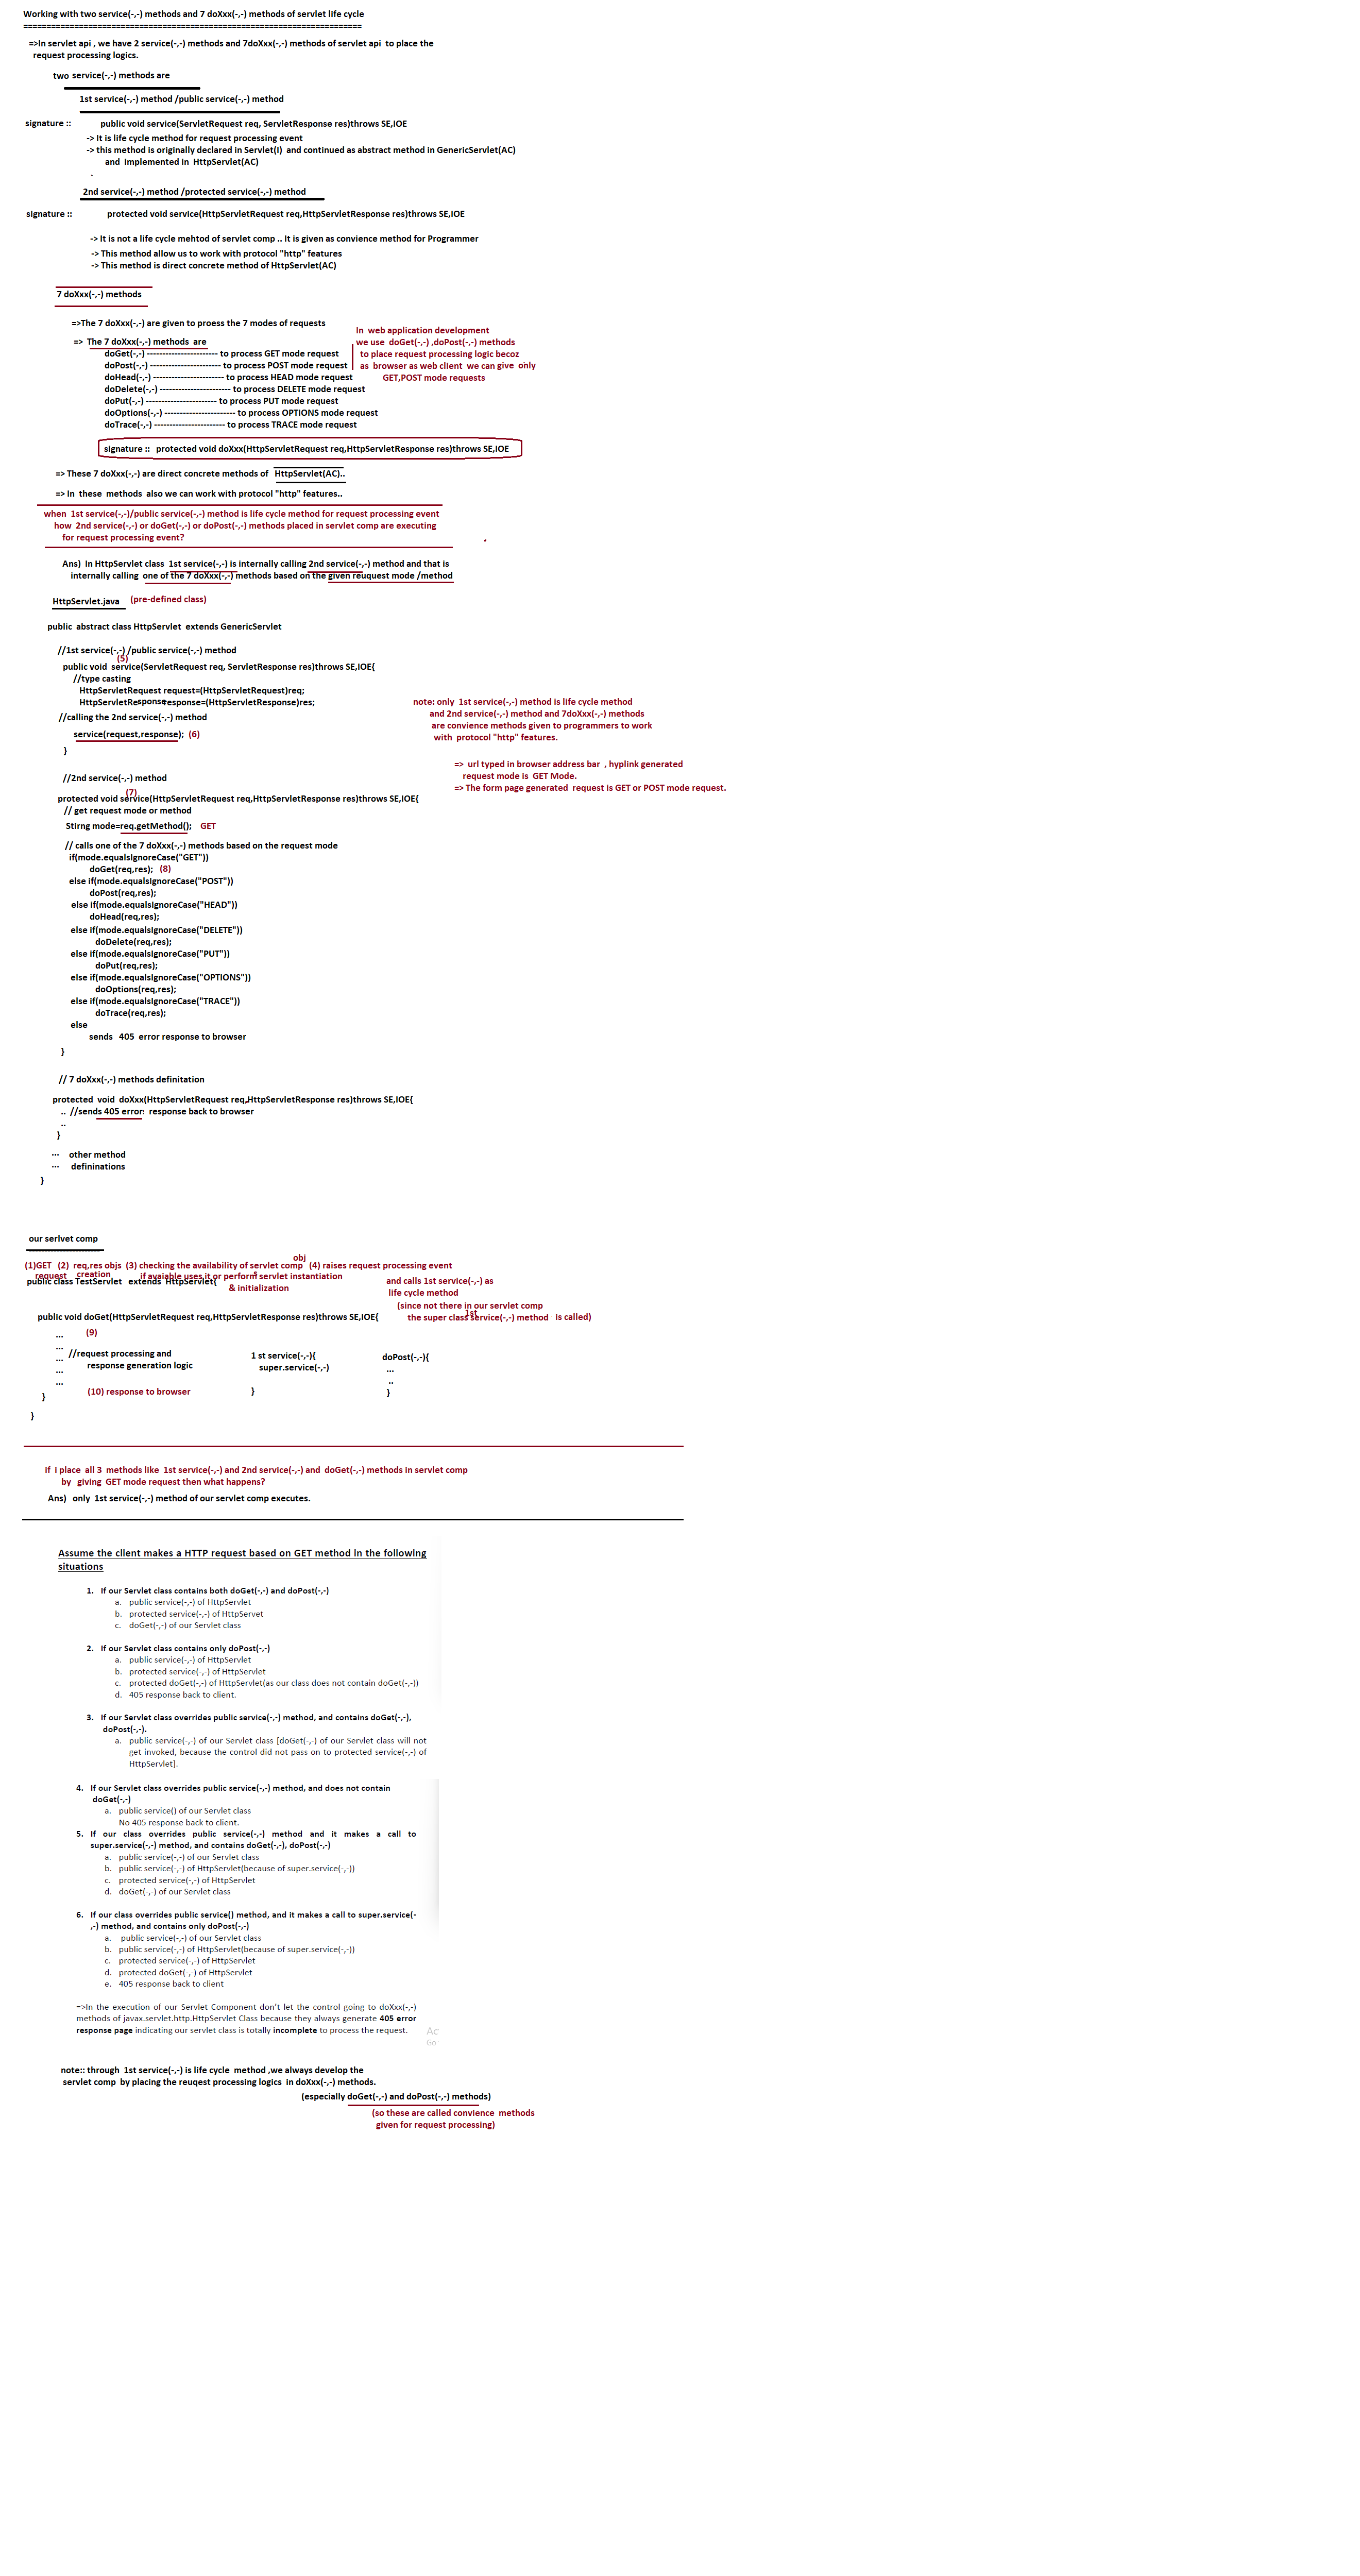 Working with two service(-,-) methods and 7 doXxx(-,-) methods of servlet life cycle
=========================================================================
=>In servlet api , we have 2 service(-,-) methods and 7doXxx(-,-) methods of servlet api  to place the
request processing logics.
two service(-,-) methods are
1st service(-,-) method /public service(-,-) method
signature :: public void service(ServletRequest req, ServletResponse res)throws SE,IOE
-> It is life cycle method for request processing event
-> this method is originally declared in Servlet(I)  and continued as abstract method in GenericServlet(AC)
and  implemented in  HttpServlet(AC)
.
2nd service(-,-) method /protected service(-,-) method
signature :: protected void service(HttpServletRequest req,HttpServletResponse res)throws SE,IOE
-> It is not a life cycle mehtod of servlet comp .. It is given as convience method for Programmer
-> This method allow us to work with protocol "http" features
-> This method is direct concrete method of HttpServlet(AC)
7 doXxx(-,-) methods
=>The 7 doXxx(-,-) are given to proess the 7 modes of requests
=>  The 7 doXxx(-,-) methods  are
doGet(-,-) ----------------------- to process GET mode request
doPost(-,-) ----------------------- to process POST mode request
doHead(-,-) ----------------------- to process HEAD mode request
doDelete(-,-) ----------------------- to process DELETE mode request
doPut(-,-) ----------------------- to process PUT mode request
doOptions(-,-) ----------------------- to process OPTIONS mode request
doTrace(-,-) ----------------------- to process TRACE mode request
In  web application development
we use  doGet(-,-) ,doPost(-,-) methods
to place request processing logic becoz
as  browser as web client  we can give  only
GET,POST mode requests
signature ::   protected void doXxx(HttpServletRequest req,HttpServletResponse res)throws SE,IOE
=> These 7 doXxx(-,-) are direct concrete methods of  HttpServlet(AC)..
=> In  these  methods  also we can work with protocol "http" features..
when  1st service(-,-)/public service(-,-) method is life cycle method for request processing event
how  2nd service(-,-) or doGet(-,-) or doPost(-,-) methods placed in servlet comp are executing
for request processing event?
Ans)  In HttpServlet class  1st service(-,-) is internally calling 2nd service(-,-) method and that is
internally calling  one of the 7 doXxx(-,-) methods based on the given reuquest mode /method
HttpServlet.java (pre-defined class)
public  abstract class HttpServlet  extends GenericServlet
//1st service(-,-) /public service(-,-) method
(5)
public void  service(ServletRequest req, ServletResponse res)throws SE,IOE{
//type casting
HttpServletRequest request=(HttpServletRequest)req;
HttpServletResponse response=(HttpServletResponse)res;
//calling the 2nd service(-,-) method
service(request,response);  (6)
}
note: only  1st service(-,-) method is life cycle method
and 2nd service(-,-) method and 7doXxx(-,-) methods
are convience methods given to programmers to work
with  protocol "http" features.
=>  url typed in browser address bar  , hyplink generated
request mode is  GET Mode.
=> The form page generated  request is GET or POST mode request.
//2nd service(-,-) method
(7)
protected void service(HttpServletRequest req,HttpServletResponse res)throws SE,IOE{
// get request mode or method
Stirng mode=req.getMethod();   GET
// calls one of the 7 doXxx(-,-) methods based on the request mode
if(mode.equalsIgnoreCase("GET"))
doGet(req,res);  (8)
else if(mode.equalsIgnoreCase("POST"))
doPost(req,res);
else if(mode.equalsIgnoreCase("HEAD"))
doHead(req,res);
else if(mode.equalsIgnoreCase("DELETE"))
doDelete(req,res);
else if(mode.equalsIgnoreCase("PUT"))
doPut(req,res);
else if(mode.equalsIgnoreCase("OPTIONS"))
doOptions(req,res);
else if(mode.equalsIgnoreCase("TRACE"))
doTrace(req,res);
else
sends   405  error response to browser
}
// 7 doXxx(-,-) methods definitation
protected  void  doXxx(HttpServletRequest req,HttpServletResponse res)throws SE,IOE{
..  //sends 405 error  response back to browser
..
}
...    other method
...    defininations
}
our serlvet comp
obj
(1)GET   (2)  req,res objs  (3) checking the availability of servlet comp   (4) raises request processing event
request    creation    if avaiable uses it or perform servlet instantiation
public class TestServlet   extends  HttpServlet{
& initialization
and calls 1st service(-,-) as
life cycle method
(since not there in our servlet comp
1st
the super class service(-,-) method   is called)
public void doGet(HttpServletRequest req,HttpServletResponse res)throws SE,IOE{
...    (9)
...
...  //request processing and
response generation logic
...
...
(10) response to browser
}
}
1 st service(-,-){
super.service(-,-)
}
doPost(-,-){
...
..
}
if  i place  all 3  methods like  1st service(-,-) and 2nd service(-,-) and  doGet(-,-) methods in servlet comp
by   giving  GET mode request then what happens?
Ans)   only  1st service(-,-) method of our servlet comp executes.
Assume the client makes a HTTP request based on GET method in the following
situations
1. If our Servlet class contains both doGet(-,-) and doPost(-,-)
a. public service(-,-) of HttpServlet
b. protected service(-,-) of HttpServet
c. doGet(-,-) of our Servlet class
2. If our Servlet class contains only doPost(-,-)
a. public service(-,-) of HttpServlet
b. protected service(-,-) of HttpServlet
c. protected doGet(-,-) of HttpServlet(as our class does not contain doGet(-,-))
d. 405 response back to client.
3. If our Servlet class overrides public service(-,-) method, and contains doGet(-,-),
doPost(-,-).
a. public service(-,-) of our Servlet class [doGet(-,-) of our Servlet class will not
get invoked, because the control did not pass on to protected service(-,-) of
HttpServlet].
4. If our Servlet class overrides public service(-,-) method, and does not contain
doGet(-,-)
a. public service() of our Servlet class
No 405 response back to client.
5. If our class overrides public service(-,-) method and it makes a call to
super.service(-,-) method, and contains doGet(-,-), doPost(-,-)
a. public service(-,-) of our Servlet class
b. public service(-,-) of HttpServlet(because of super.service(-,-))
c. protected service(-,-) of HttpServlet
d. doGet(-,-) of our Servlet class
6. If our class overrides public service() method, and it makes a call to super.service(-
,-) method, and contains only doPost(-,-)
a. public service(-,-) of our Servlet class
b. public service(-,-) of HttpServlet(because of super.service(-,-))
c. protected service(-,-) of HttpServlet
d. protected doGet(-,-) of HttpServlet
e. 405 response back to client
=>In the execution of our Servlet Component don't let the control going to doXxx(-,-)
methods of javax.servlet.http.HttpServlet Class because they always generate 405 error
response page indicating our servlet class is totally incomplete to process the request.
Ac
Go
note:: through  1st service(-,-) is life cycle  method ,we always develop the
servlet comp  by placing the reuqest processing logics  in doXxx(-,-) methods.
(especially doGet(-,-) and doPost(-,-) methods)
(so these are called convience  methods
given for request processing)